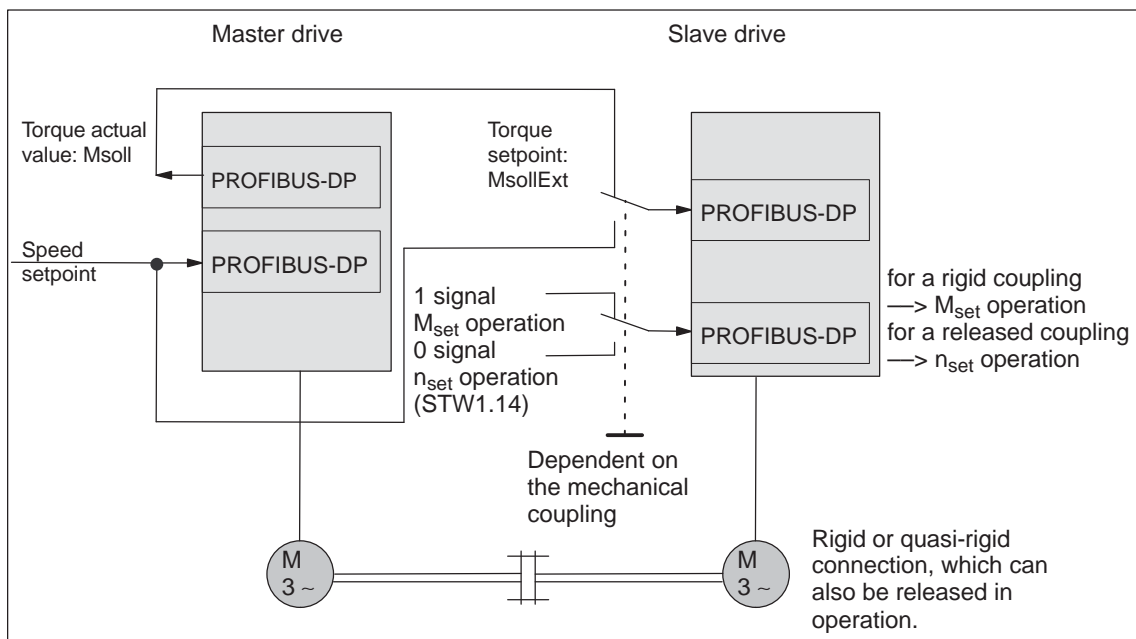 Master drive
Slave drive
Torque actual
value: Msoll
Torque
setpoint:
MsollExt
PROFIBUS-DP
PROFIBUS-DP
Speed
setpoint
PROFIBUS-DP
1 signal
Mset operation
0 signal
nset operation
(STW1.14)
PROFIBUS-DP
for a rigid coupling
—> Mset operation
for a released coupling
—> nset operation
Dependent on
the mechanical
coupling
M
3 ~
M
3 ~
Rigid or quasi-rigid
connection, which can
also be released in
operation.